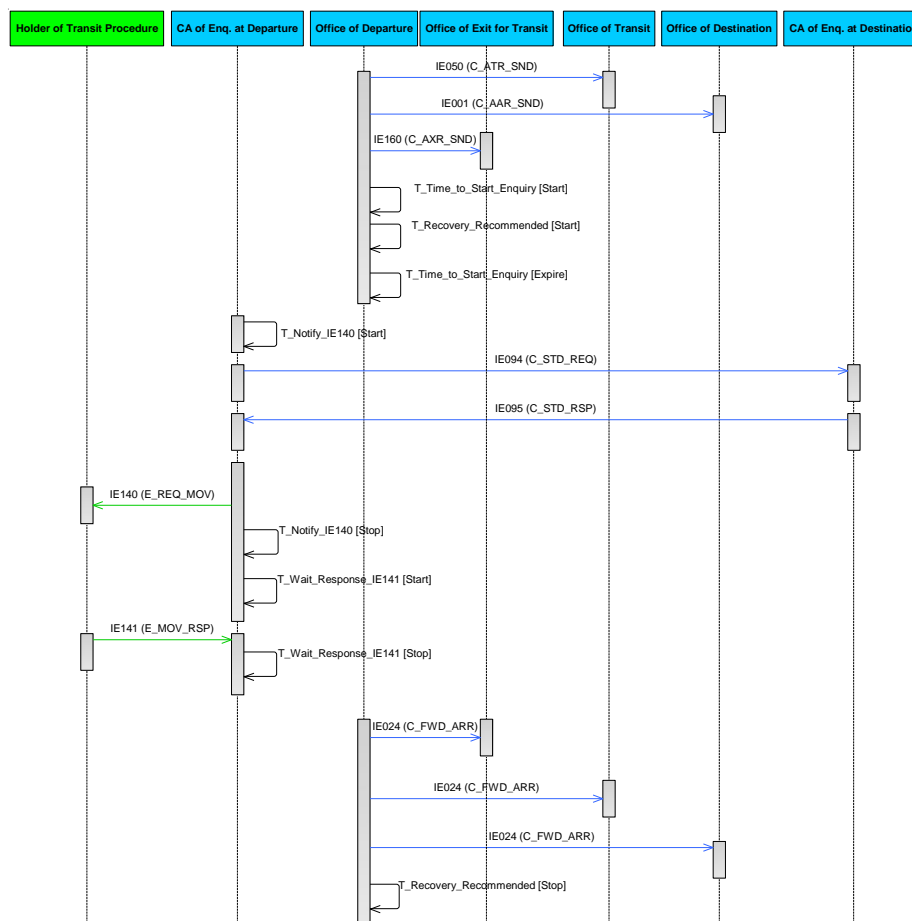 Holder of Transit Procedure
CA of Enq. at Departure
Office of Departure
Office of Exit for Transit
Office of Transit
Office of Destination
CA of Enq. at Destinatio
IE050 (C_ATR_SND)
IE001 (C_AAR_SND)
IE160 (C_AXR_SND)
T_Time_to_Start_Enquiry [Start]
T_Recovery_Recommended [Start]
T_Time_to_Start_Enquiry [Expire]
T_Notify_IE140 [Start]
IE094 (C_STD_REQ)
IE095 (C_STD_RSP)
IE140 (E_REQ_MOV)
T_Notify_IE140 [Stop]
T_Wait_Response_IE141 [Start]
IE141 (E_MOV_RSP)
T_Wait_Response_IE141 [Stop]
IE024 (C_FWD_ARR)
IE024 (C_FWD_ARR)
IE024 (C_FWD_ARR)
T_Recovery_Recommended [Stop]